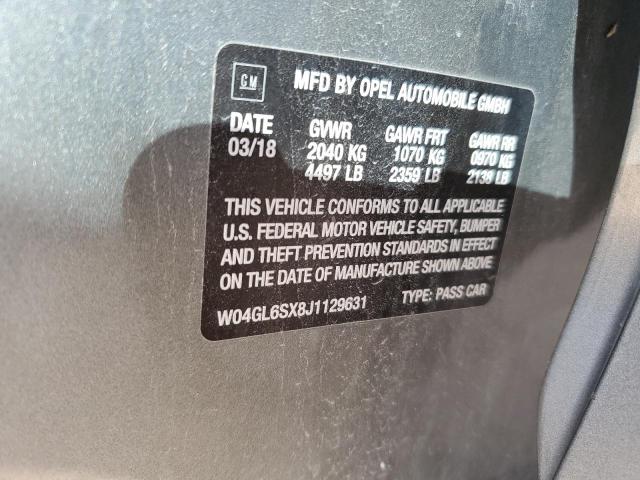 GM
MFD BY OPEL AUTOMOBILE GMBH
DATE GVWR GAWR FRT GAWR RR
03/18 2040 KG 1070 KG 0970 KG
4497 LB 2359 LB 2138 LB
THIS VEHICLE CONFORMS TO ALL APPLICABLE
U.S. FEDERAL MOTOR VEHICLE SAFETY, BUMPER
AND THEFT PREVENTION STANDARDS IN EFFECT
ON THE DATE OF MANUFACTURE SHOWN ABOVE
W04GL6SX8J1129631 TYPE: PASS CAR